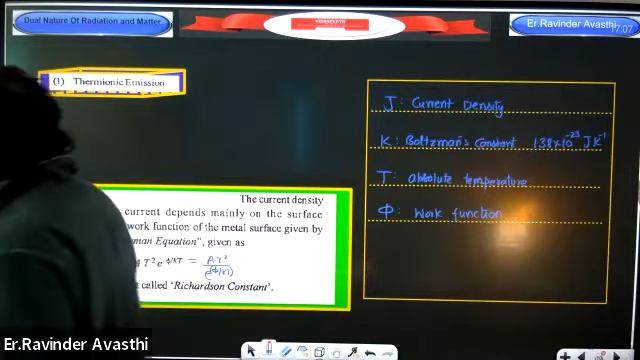 Dual Nature Of Radiation and Matter
Er.Ravinder Avasthi
17:07
(1) Thermionic Emission
J : Current Density
K : Boltzman's Constant 1.38×10⁻²³ JK⁻¹
T : absolute temperature
Φ : Work function
The current density
current depends mainly on the surface
work function of the metal surface given by
man Equation", given as
T² e ϕ/KT = AT²/e(ϕ/KT)
called 'Richardson Constant'.
Er.Ravinder Avasthi